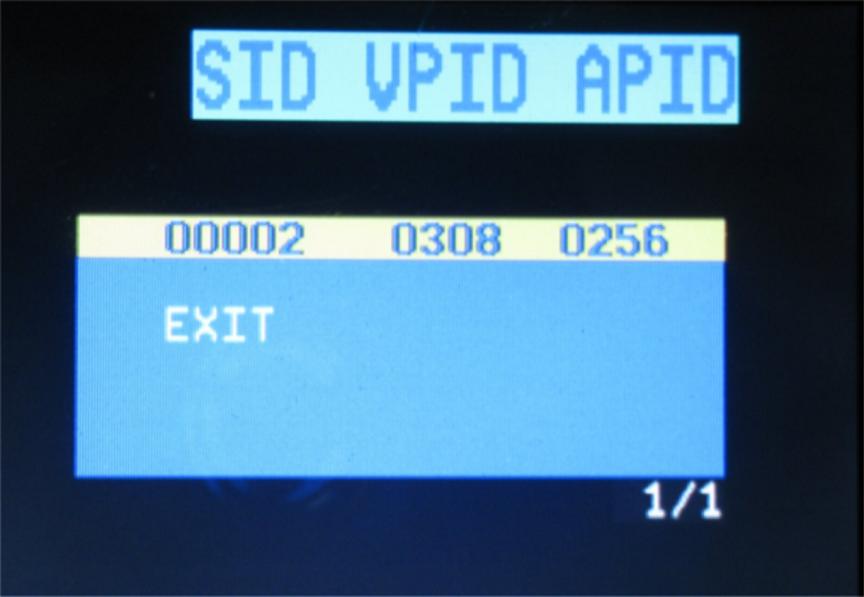 SID VPID APID
00002 0308 0256
EXIT
1/1